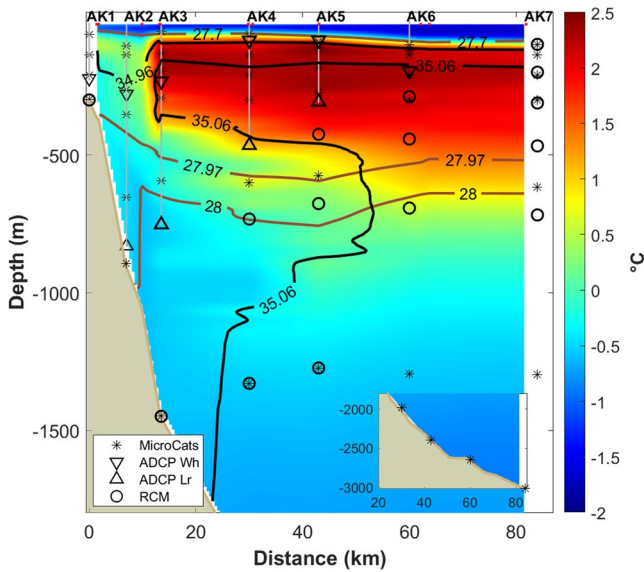 AK1 AK2 AK3 AK4 AK5 AK6 AK7
27.7 27.7
34.96 35.06
35.06
27.97 27.97
28 28
35.06
-500
-1000
-1500
Depth (m)
MicroCats
ADCP Wh
ADCP Lr
RCM
-2000
-2500
-3000
20 40 60 80
0 20 40 60 80
Distance (km)
2.5
2
1.5
1
0.5
0
-0.5
-1
-1.5
-2
°C